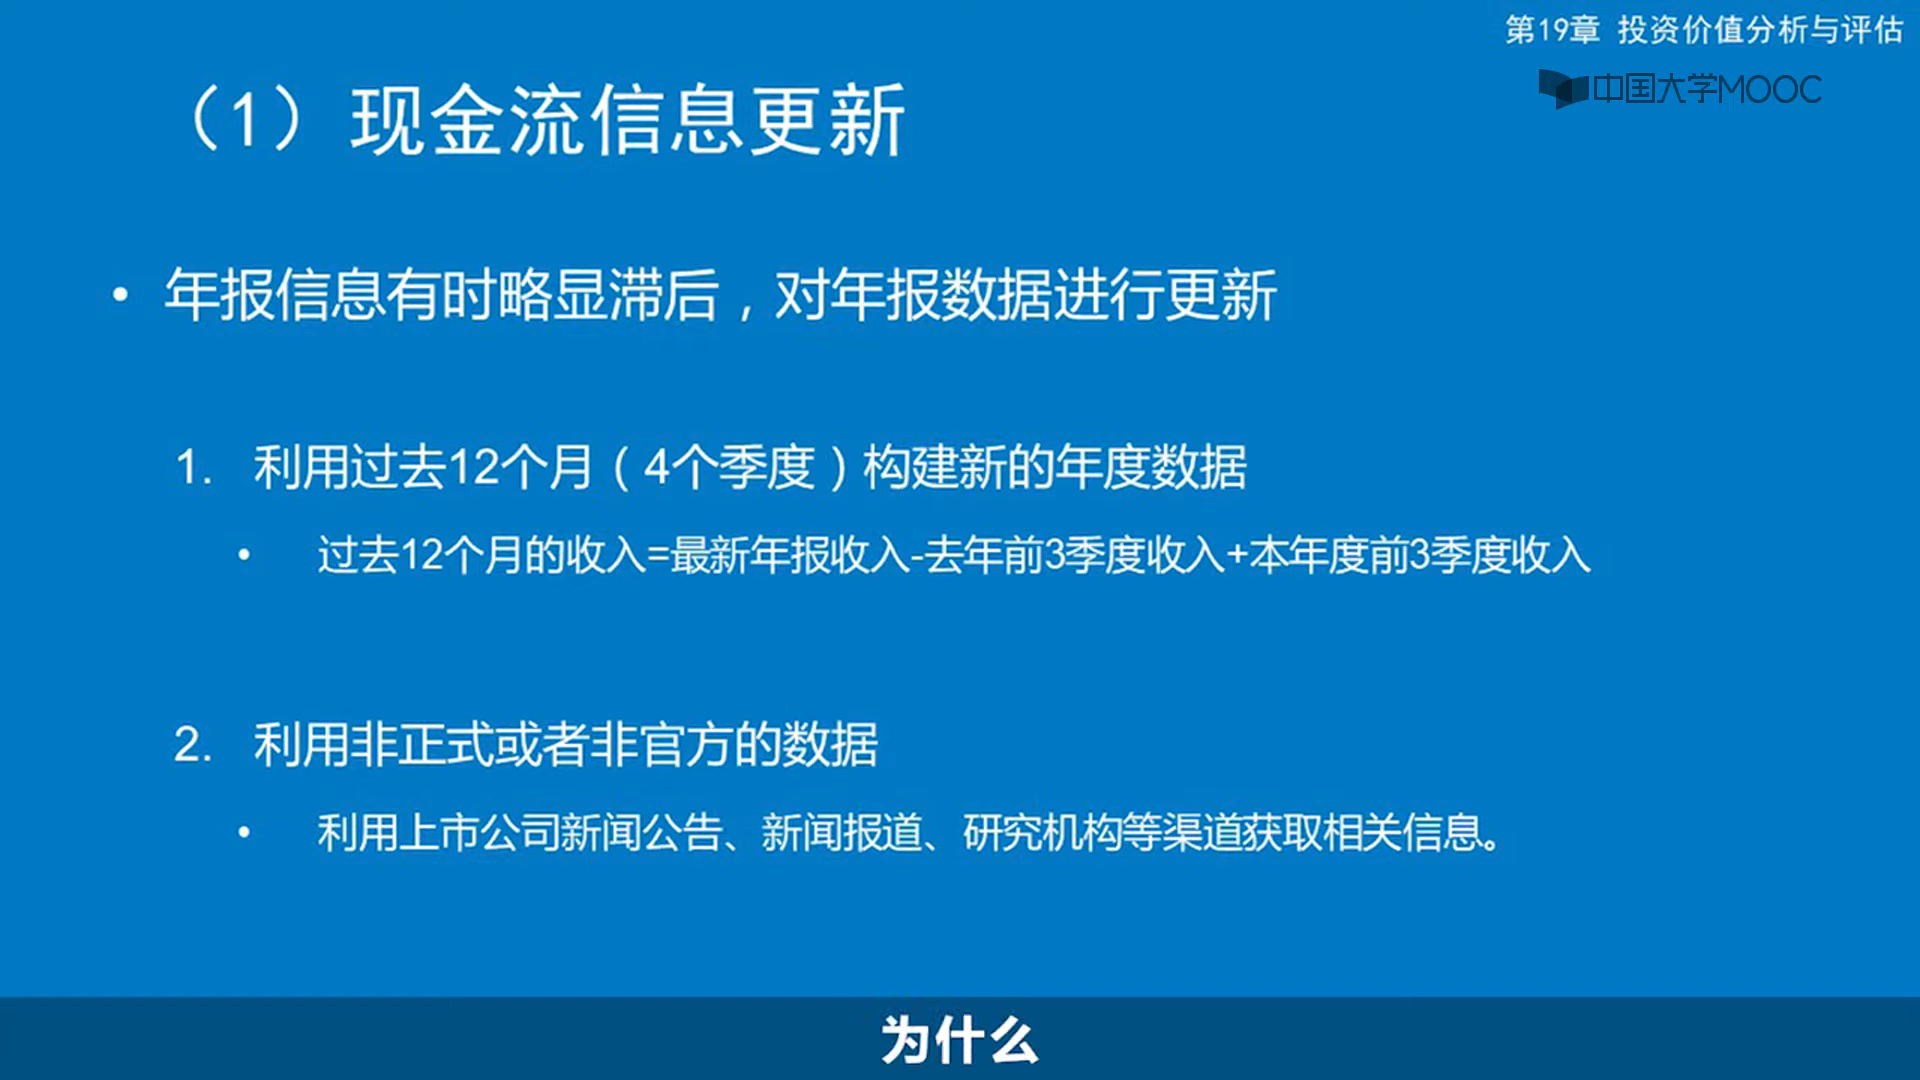 第19章 投资价值分析与评估
中国大学MOOC
（1）现金流信息更新
• 年报信息有时略显滞后，对年报数据进行更新
1. 利用过去12个月（4个季度）构建新的年度数据
• 过去12个月的收入=最新年报收入-去年前3季度收入+本年度前3季度收入
2. 利用非正式或者非官方的数据
• 利用上市公司新闻公告、新闻报道、研究机构等渠道获取相关信息。
为什么